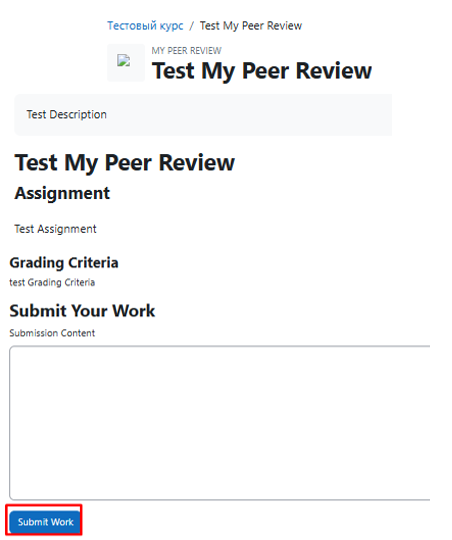 Тестовый курс / Test My Peer Review
MY PEER REVIEW
Test My Peer Review
Test Description
Test My Peer Review
Assignment
Test Assignment
Grading Criteria
test Grading Criteria
Submit Your Work
Submission Content
Submit Work